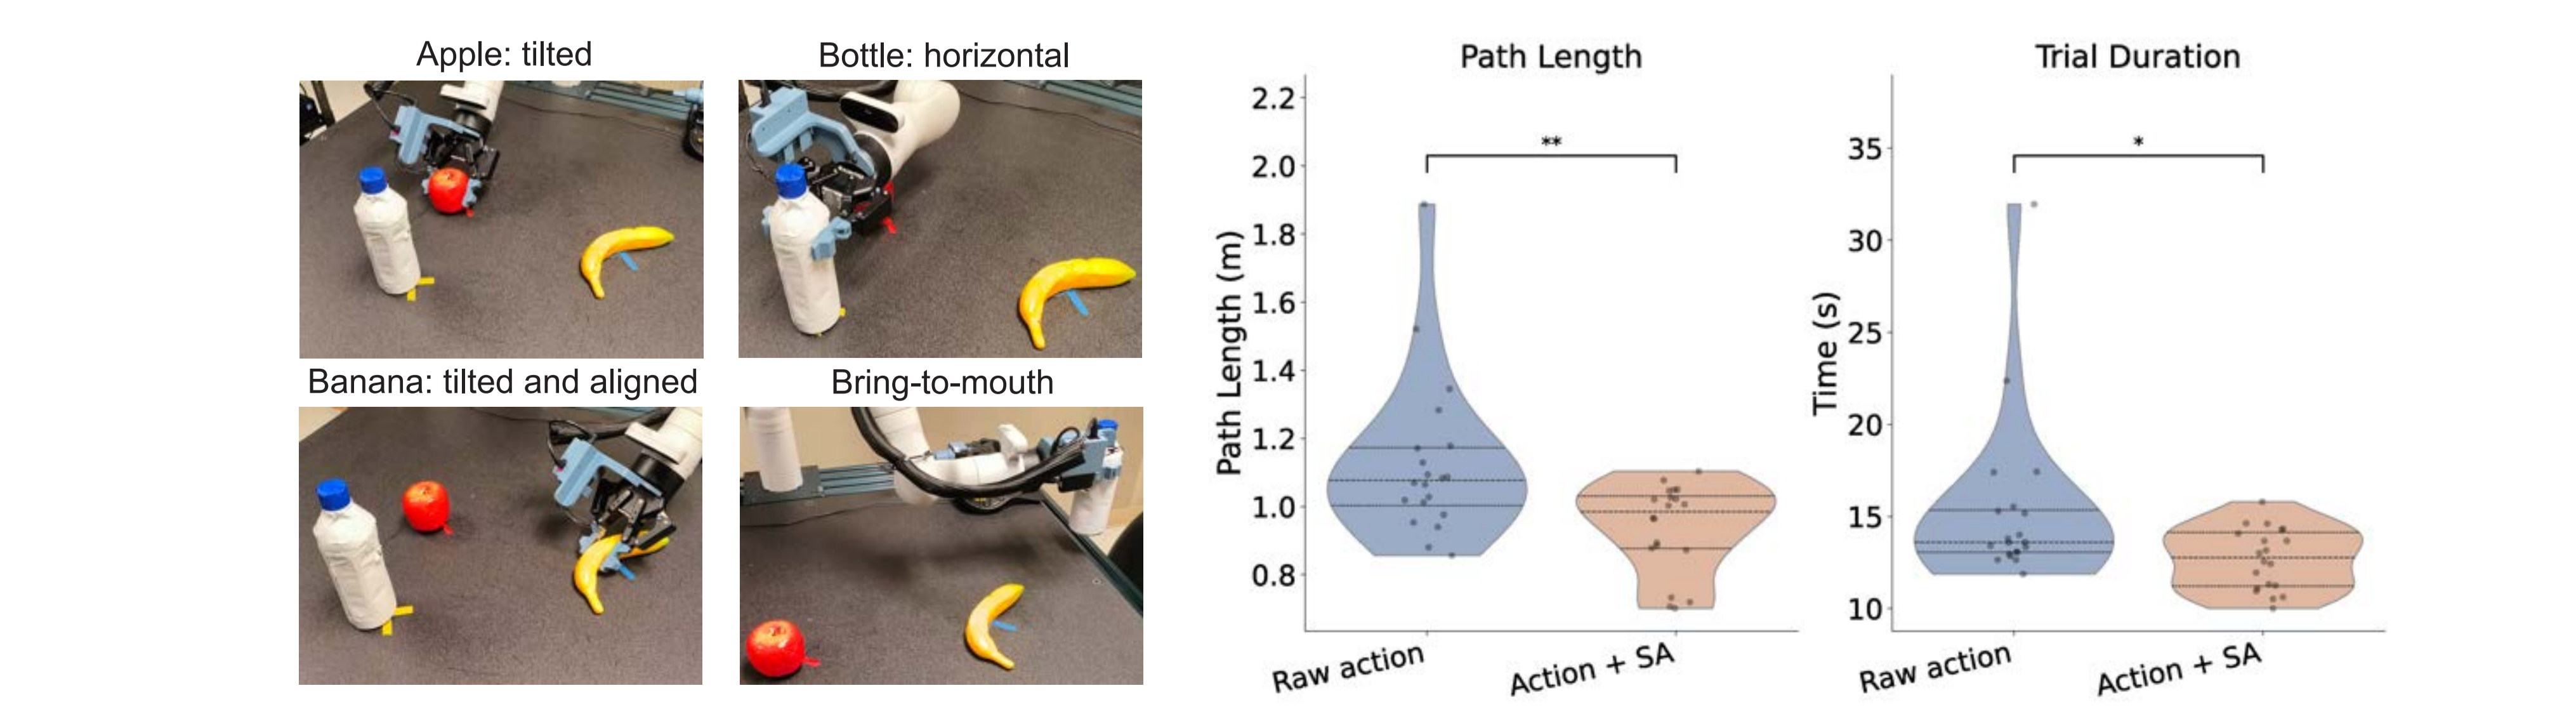 Apple: tilted
Bottle: horizontal
Banana: tilted and aligned
Bring-to-mouth
Path Length
**
Path Length (m)
2.2
2.0
1.8
1.6
1.4
1.2
1.0
0.8
Raw action
Action + SA
Trial Duration
*
Time (s)
35
30
25
20
15
10
Raw action
Action + SA